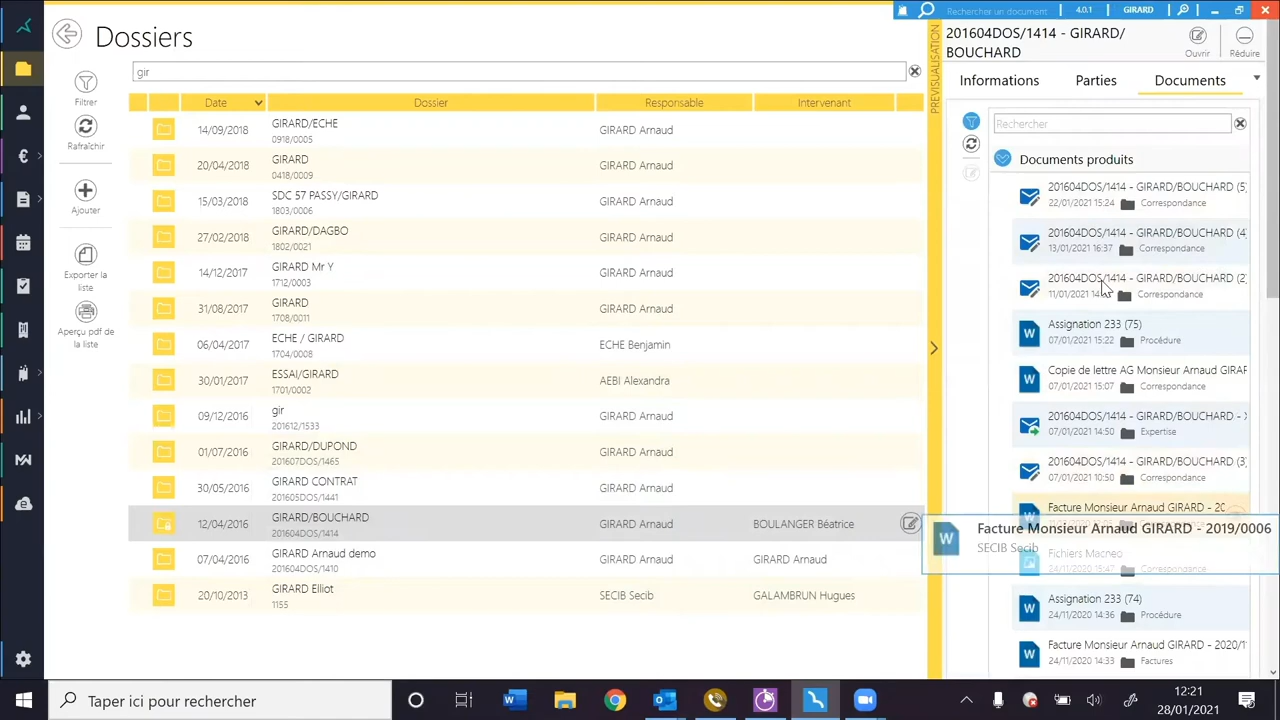 Rechercher un document
4.0.1
GIRARD
Dossiers
gir
Filtrer
Rafraîchir
Ajouter
Exporter la
liste
Aperçu pdf de
la liste
Date Dossier Responsable Intervenant
14/09/2018 GIRARD/ECHE GIRARD Arnaud
0918/0005
20/04/2018 GIRARD GIRARD Arnaud
0418/0009
15/03/2018 SDC 57 PASSY/GIRARD GIRARD Arnaud
1803/0006
27/02/2018 GIRARD/DAGBO GIRARD Arnaud
1802/0021
14/12/2017 GIRARD Mr Y GIRARD Arnaud
1712/0003
31/08/2017 GIRARD GIRARD Arnaud
1708/0011
06/04/2017 ECHE / GIRARD ECHE Benjamin
1704/0008
30/01/2017 ESSAI/GIRARD AEBI Alexandra
1701/0002
09/12/2016 gir GIRARD Arnaud
201612/1533
01/07/2016 GIRARD/DUPOND GIRARD Arnaud
201607DOS/1465
30/05/2016 GIRARD CONTRAT GIRARD Arnaud
201605DOS/1441
12/04/2016 GIRARD/BOUCHARD GIRARD Arnaud BOULANGER Béatrice
201604DOS/1414
07/04/2016 GIRARD Arnaud demo GIRARD Arnaud GIRARD Arnaud
201604DOS/1410
20/10/2013 GIRARD Elliot SECIB Secib GALAMBRUN Hugues
1155
PREVISUALISATION
201604DOS/1414 - GIRARD/
BOUCHARD
Ouvrir
Réduire
Informations Parties Documents
Rechercher
Documents produits
201604DOS/1414 - GIRARD/BOUCHARD (5)
22/01/2021 15:24 Correspondance
201604DOS/1414 - GIRARD/BOUCHARD (4)
13/01/2021 16:37 Correspondance
201604DOS/1414 - GIRARD/BOUCHARD (2)
11/01/2021 Correspondance
Assignation 233 (75)
07/01/2021 15:22 Procédure
Copie de lettre AG Monsieur Arnaud GIRAR
07/01/2021 15:07 Correspondance
201604DOS/1414 - GIRARD/BOUCHARD -
07/01/2021 14:50 Expertise
201604DOS/1414 - GIRARD/BOUCHARD (3)
07/01/2021 10:50 Correspondance
Facture Monsieur Arnaud GIRARD - 20
Facture Monsieur Arnaud GIRARD - 2019/0006
SECIB Secib
Fichiers Macneo
24/11/2020 15:47 Correspondance
Assignation 233 (74)
24/11/2020 14:36 Procédure
Facture Monsieur Arnaud GIRARD - 2020/1
24/11/2020 14:33 Factures
Taper ici pour rechercher
12:21
28/01/2021